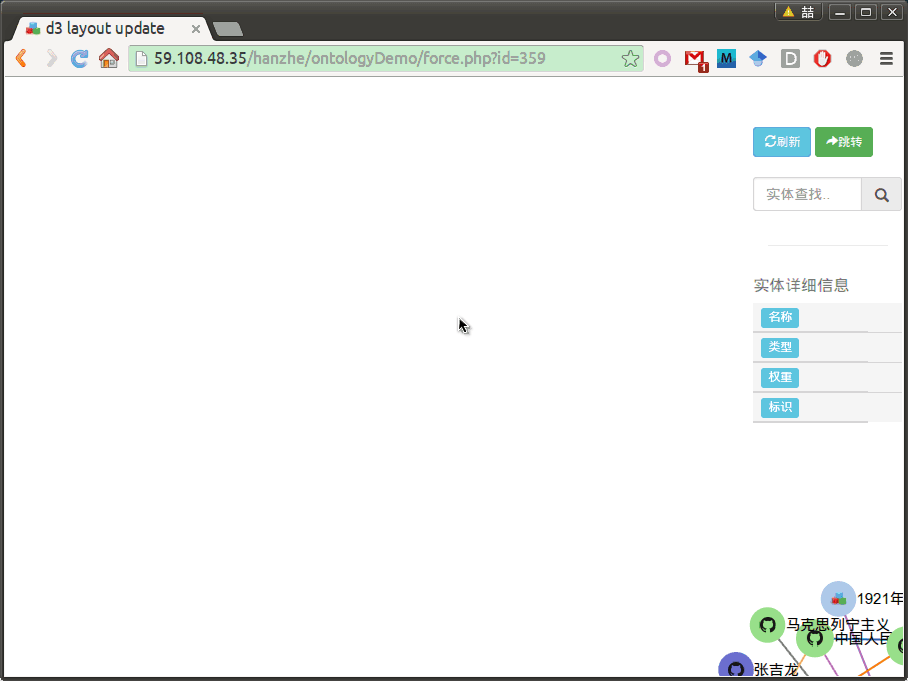 喆
d3 layout update
59.108.48.35/hanzhe/ontologyDemo/force.php?id=359
1
M
D
刷新 跳转
实体查找..
实体详细信息
名称
类型
权重
标识
1921年
马克思列宁主义
中国人民
张吉龙